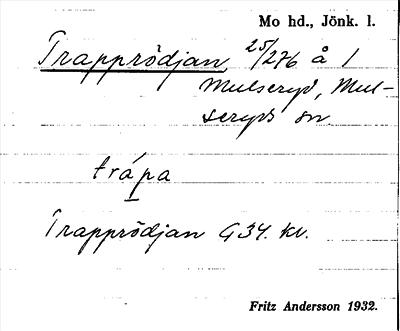 Mo hd., Jönk. l.
Trapprödjan, 25/276 å 1
Mulseryd, Mul-
seryds sn
trápa
Trapprödjan G34. kv.
Fritz Andersson 1932.